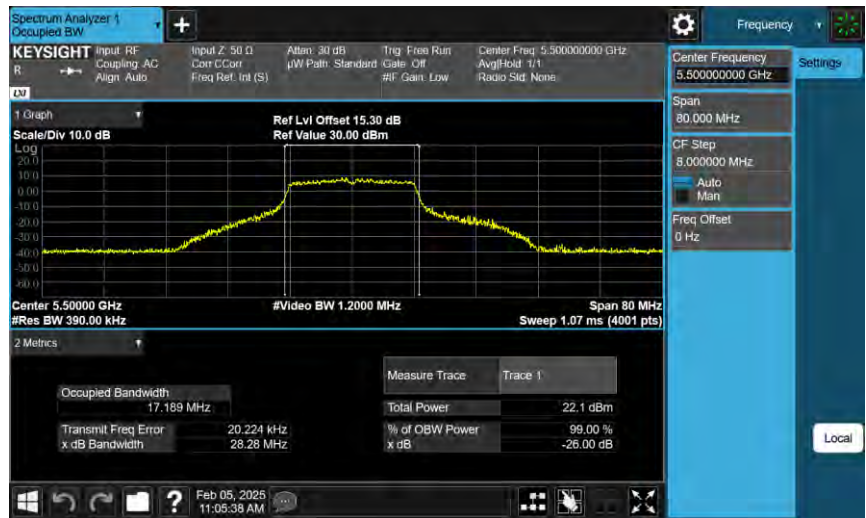 Spectrum Analyzer 1
Occupied BW
Frequency
KEYSIGHT
R
LXI
Input: RF
Coupling: AC
Align: Auto
Input Z: 50 Ω
Corr CCorr
Freq Ref: Int (S)
Atten: 30 dB
µW Path: Standard
Trig: Free Run
Gate: Off
#IF Gain: Low
Center Freq: 5.500000000 GHz
Avg|Hold: 1/1
Radio Std: None
Center Frequency
5.500000000 GHz
Settings
Span
80.000 MHz
CF Step
8.000000 MHz
Auto
Man
Freq Offset
0 Hz
1 Graph
Scale/Div 10.0 dB
Ref Lvl Offset 15.30 dB
Ref Value 30.00 dBm
Log
20.0
10.0
0.00
-10.0
-20.0
-30.0
-40.0
-50.0
-60.0
Center 5.50000 GHz
#Video BW 1.2000 MHz
Span 80 MHz
#Res BW 390.00 kHz
Sweep 1.07 ms (4001 pts)
2 Metrics
Measure Trace
Trace 1
Occupied Bandwidth
17.189 MHz
Total Power
22.1 dBm
Transmit Freq Error
20.224 kHz
% of OBW Power
99.00 %
x dB Bandwidth
28.28 MHz
x dB
-26.00 dB
Local
?
Feb 05, 2025
11:05:38 AM